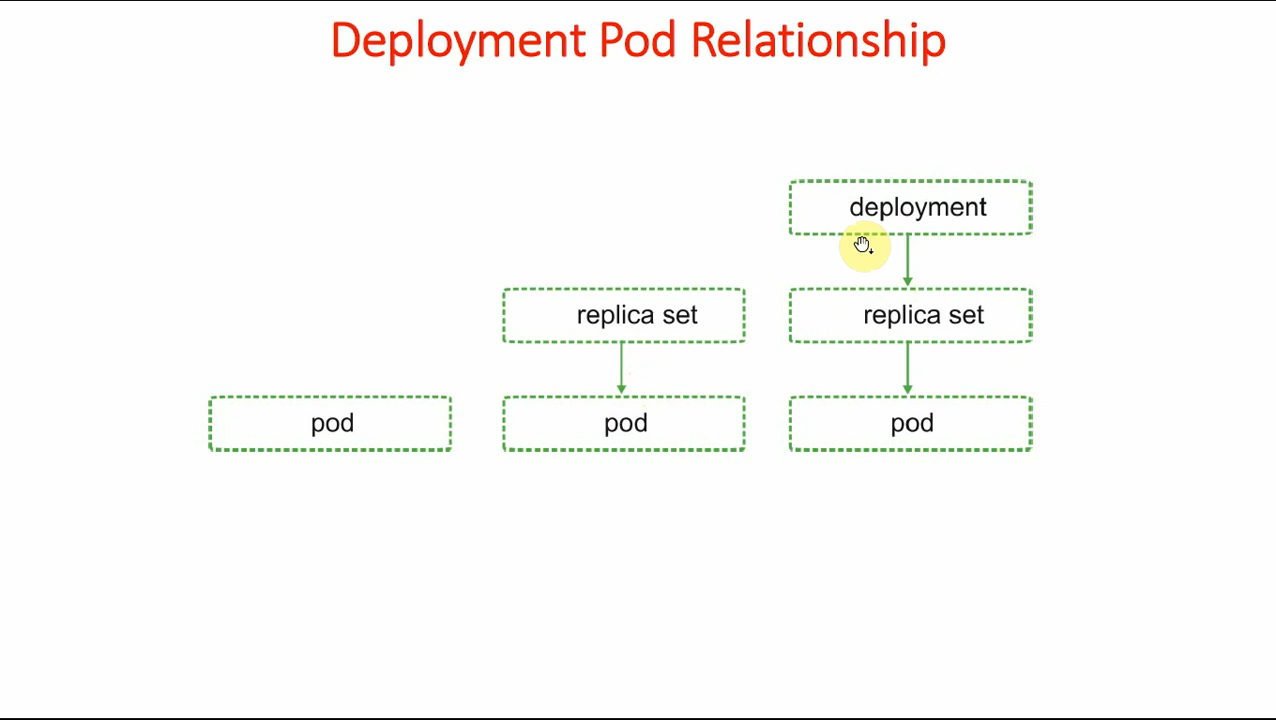 Deployment Pod Relationship
deployment
replica set
replica set
pod
pod
pod